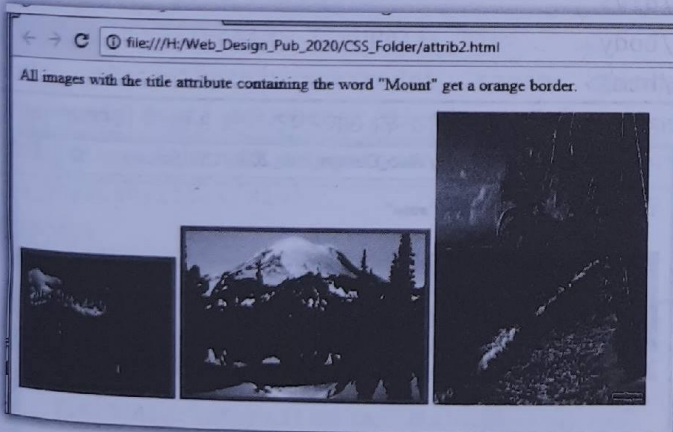 file:///H:/Web_Design_Pub_2020/CSS_Folder/attrib2.html
All images with the title attribute containing the word "Mount" get a orange border.